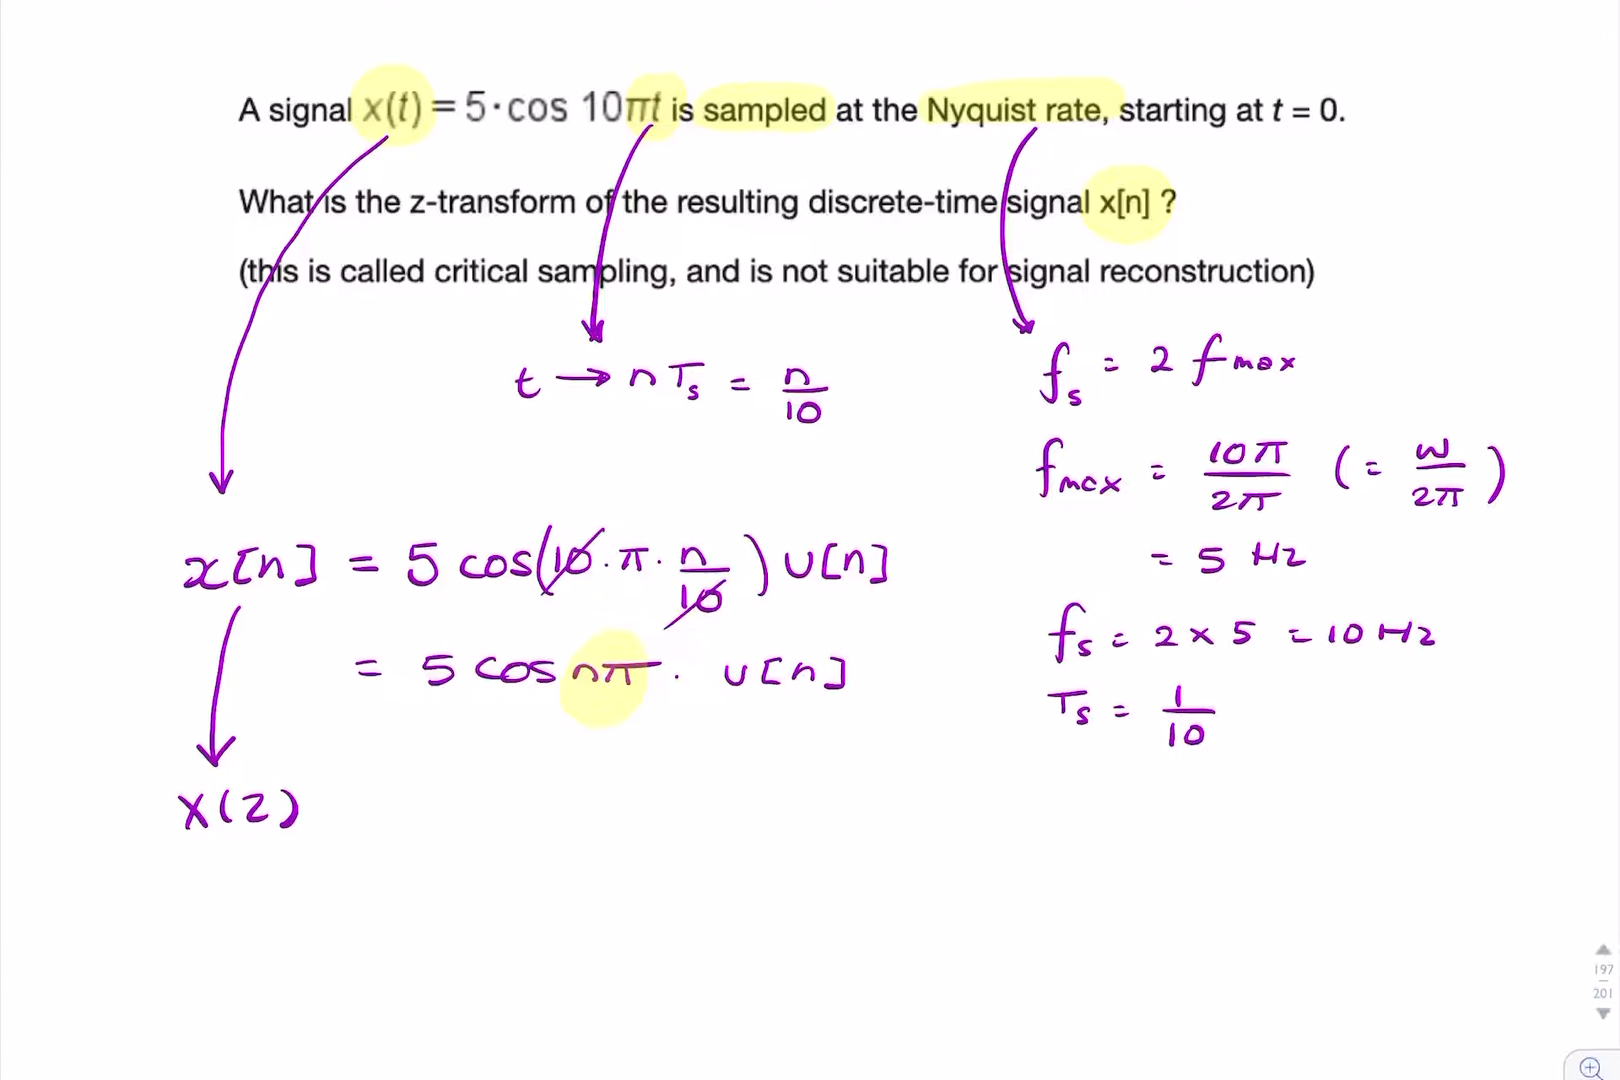 A signal x(t) = 5·cos 10πt is sampled at the Nyquist rate, starting at t = 0.
What is the z-transform of the resulting discrete-time signal x[n] ?
(this is called critical sampling, and is not suitable for signal reconstruction)
t → n Ts = n/10
fs = 2 fmax
fmax = 10π/2π (= ω/2π)
= 5 Hz
x[n] = 5 cos(10·π·n/10) u[n]
fs = 2 x 5 = 10 Hz
= 5 cos nπ · u[n]
Ts = 1/10
X(z)
197
201